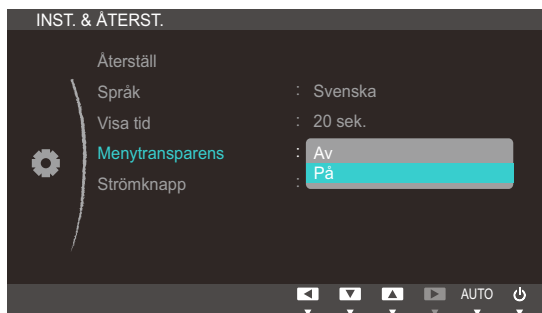 INST. & ÅTERST.
Återställ
Språk : Svenska
Visa tid : 20 sek.
Menytransparens : Av
På
Strömknapp :
AUTO